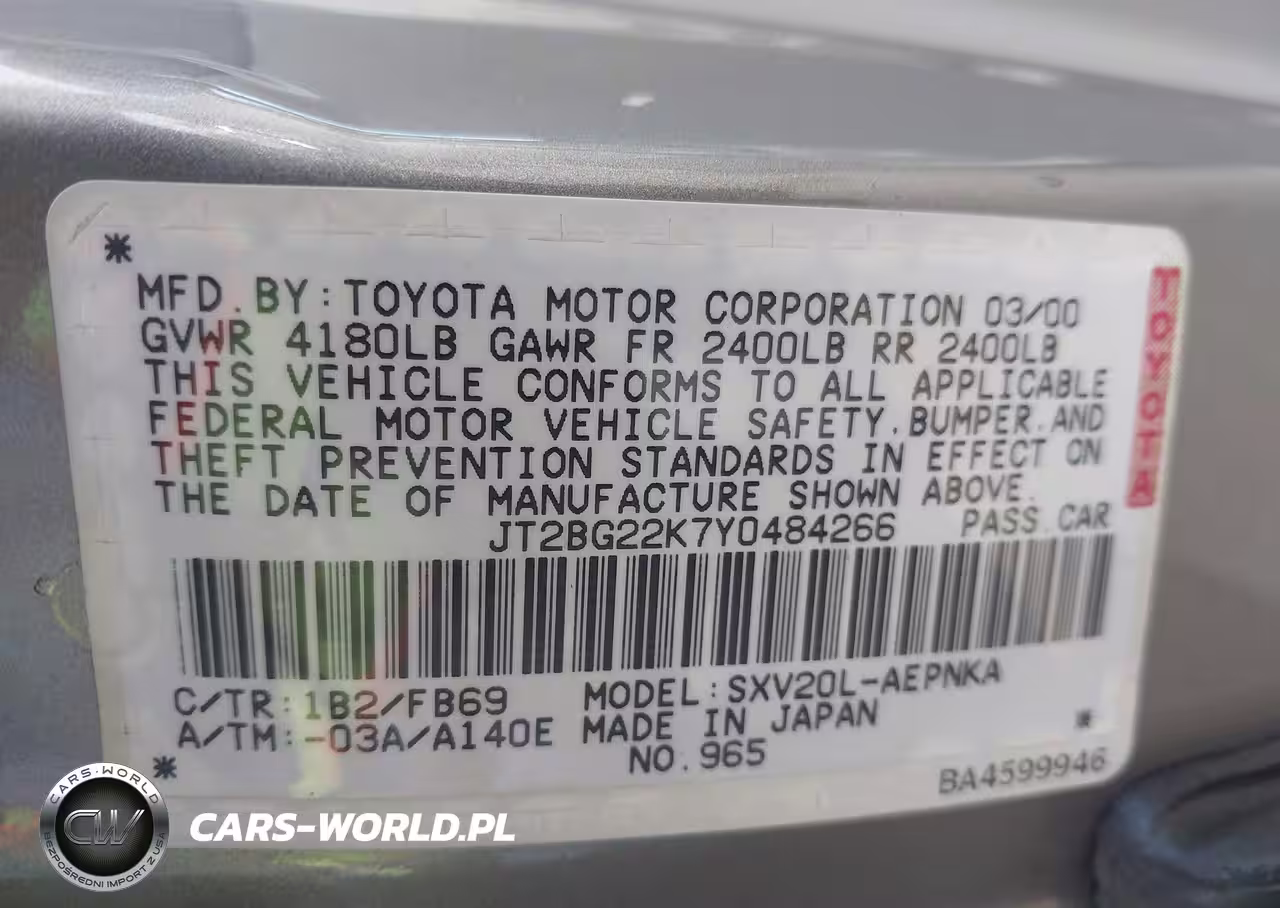 MFD. BY: TOYOTA MOTOR CORPORATION 03/00
GVWR 4180LB GAWR FR 2400LB RR 2400LB
THIS VEHICLE CONFORMS TO ALL APPLICABLE
FEDERAL MOTOR VEHICLE SAFETY, BUMPER, AND
THEFT PREVENTION STANDARDS IN EFFECT ON
THE DATE OF MANUFACTURE SHOWN ABOVE.
JT2BG22K7Y0484266 PASS. CAR
TOYOTA
C/TR: 1B2/FB69 MODEL: SXV20L-AEPNKA
A/TM: -03A/A140E MADE IN JAPAN
NO. 965
BA4599946
CARS-WORLD
CW
BEZPOŚREDNI IMPORT Z USA
CARS-WORLD.PL